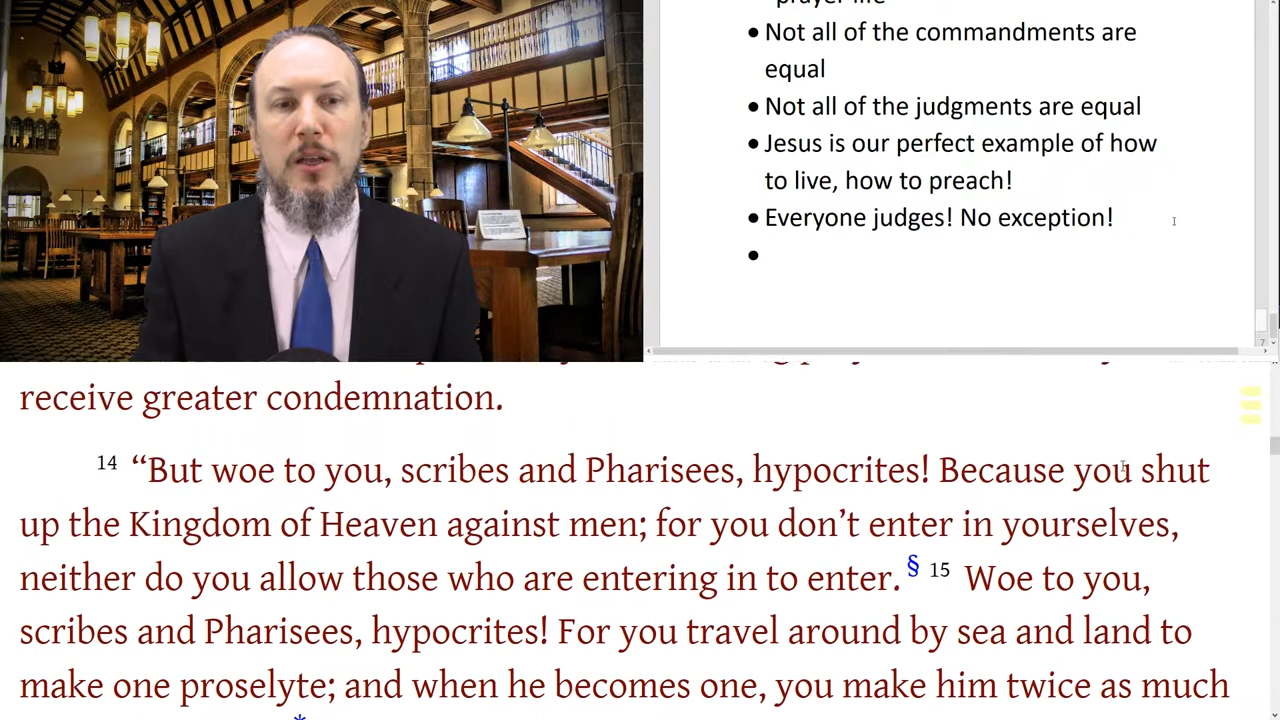 prayer life
• Not all of the commandments are
equal
• Not all of the judgments are equal
• Jesus is our perfect example of how
to live, how to preach!
• Everyone judges! No exception!
•
receive greater condemnation.
14 “But woe to you, scribes and Pharisees, hypocrites! Because you shut
up the Kingdom of Heaven against men; for you don’t enter in yourselves,
neither do you allow those who are entering in to enter.§ 15 Woe to you,
scribes and Pharisees, hypocrites! For you travel around by sea and land to
make one proselyte; and when he becomes one, you make him twice as much
*